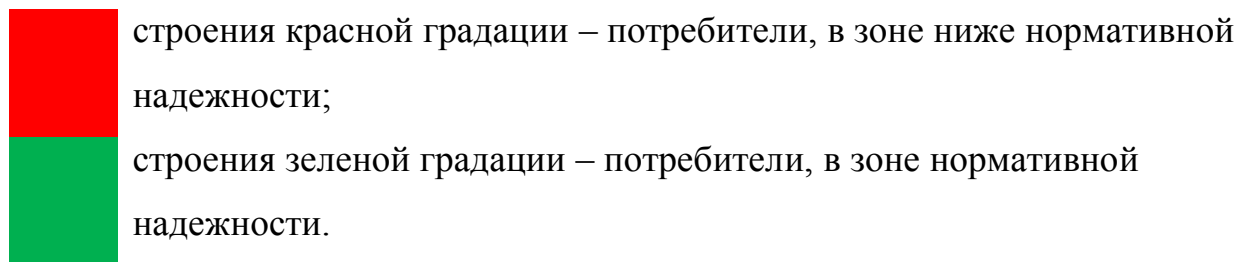 строения красной градации – потребители, в зоне ниже нормативной
надежности;
строения зеленой градации – потребители, в зоне нормативной
надежности.